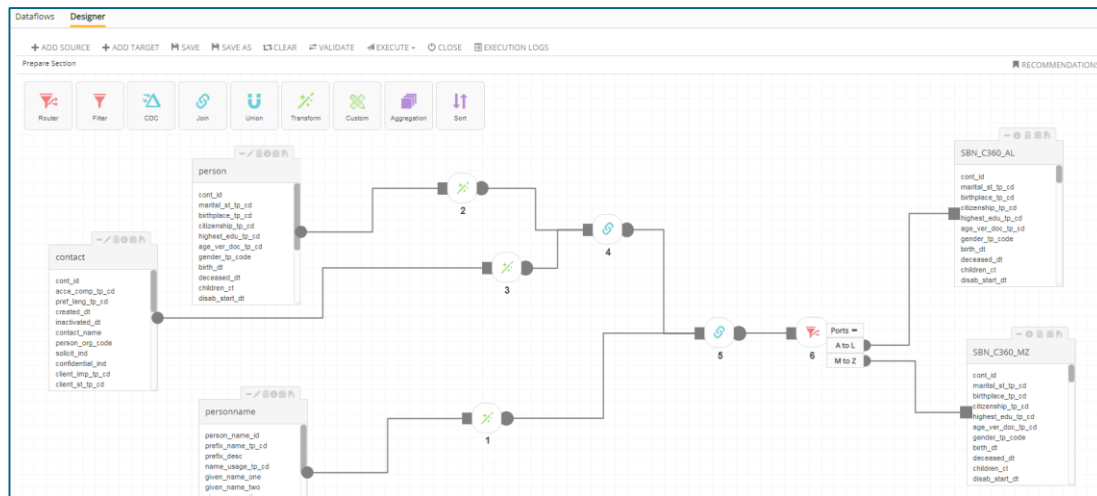 Dataflows Designer
ADD SOURCE ADD TARGET SAVE SAVE AS CLEAR VALIDATE EXECUTE CLOSE EXECUTION LOGS
Prepare Section RECOMMENDATIONS
Router Filter CDC Join Union Transform Custom Aggregation Sort
person
cont_id
marital_st_tp_cd
birthplace_tp_cd
citizenship_tp_cd
highest_edu_tp_cd
age_ver_doc_tp_cd
gender_tp_code
birth_dt
deceased_dt
children_ct
disab_start_dt
contact
cont_id
acce_comp_tp_cd
pref_lang_tp_cd
created_dt
inactivated_dt
contact_name
person_org_code
solicit_ind
confidential_ind
client_imp_tp_cd
client_st_tp_cd
personname
person_name_id
prefix_name_tp_cd
prefix_desc
name_usage_tp_cd
given_name_one
given_name_two
2
3
1
4
5
6
Ports
A to L
M to Z
SBN_C360_AL
cont_id
marital_st_tp_cd
birthplace_tp_cd
citizenship_tp_cd
highest_edu_tp_cd
age_ver_doc_tp_cd
gender_tp_code
birth_dt
deceased_dt
children_ct
disab_start_dt
SBN_C360_MZ
cont_id
marital_st_tp_cd
birthplace_tp_cd
citizenship_tp_cd
highest_edu_tp_cd
age_ver_doc_tp_cd
gender_tp_code
birth_dt
deceased_dt
children_ct
disab_start_dt